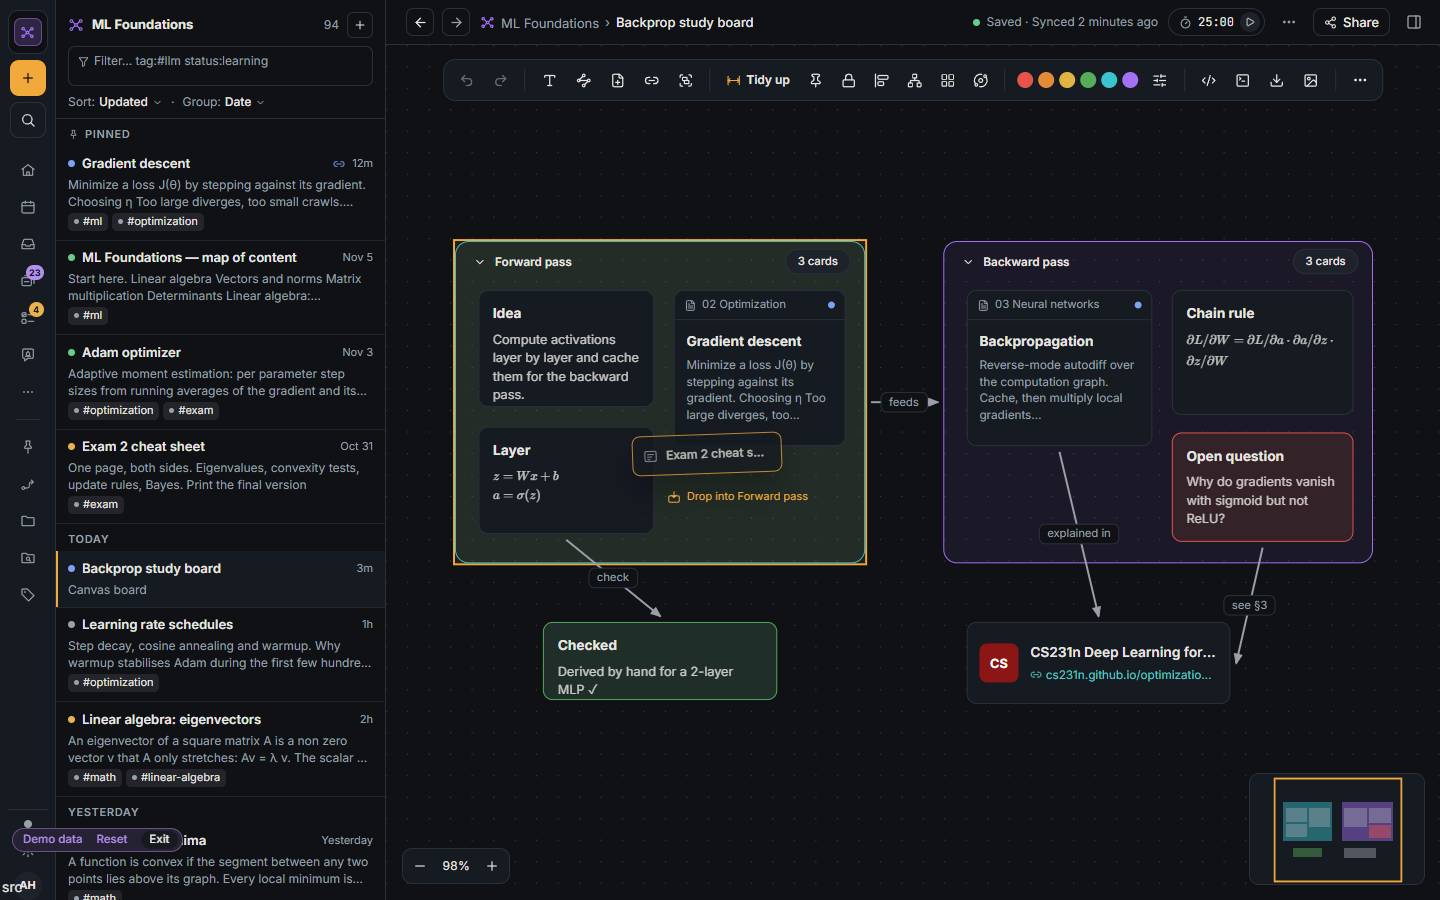 ML Foundations
94
Filter... tag:#llm status:learning
Sort: Updated · Group: Date
PINNED
Gradient descent
12m
Minimize a loss J(θ) by stepping against its gradient.
Choosing η Too large diverges, too small crawls....
#ml
#optimization
ML Foundations — map of content
Nov 5
Start here. Linear algebra Vectors and norms Matrix
multiplication Determinants Linear algebra:...
#ml
Adam optimizer
Nov 3
Adaptive moment estimation: per parameter step
sizes from running averages of the gradient and its...
#optimization
#exam
Exam 2 cheat sheet
Oct 31
One page, both sides. Eigenvalues, convexity tests,
update rules, Bayes. Print the final version
#exam
TODAY
Backprop study board
3m
Canvas board
Learning rate schedules
1h
Step decay, cosine annealing and warmup. Why
warmup stabilises Adam during the first few hundre...
#optimization
Linear algebra: eigenvectors
2h
An eigenvector of a square matrix A is a non zero
vector v that A only stretches: Av = λ v. The scalar ...
#math
#linear-algebra
YESTERDAY
ima
Yesterday
A function is convex if the segment between any two
points lies above its graph. Every local minimum is...
#math
23
4
Demo data Reset Exit
src
AH
ML Foundations › Backprop study board
Saved · Synced 2 minutes ago
25:00
Share
Tidy up
Forward pass
3 cards
Idea
Compute activations
layer by layer and cache
them for the backward
pass.
02 Optimization
Gradient descent
Minimize a loss J(θ) by
stepping against its
gradient. Choosing η Too
large diverges, too...
Layer
z = Wx + b
a = σ(z)
Exam 2 cheat s...
Drop into Forward pass
feeds
Backward pass
3 cards
03 Neural networks
Backpropagation
Reverse-mode autodiff over
the computation graph.
Cache, then multiply local
gradients...
Chain rule
∂L/∂W = ∂L/∂a · ∂a/∂z ·
∂z/∂W
Open question
Why do gradients vanish
with sigmoid but not
ReLU?
explained in
check
see §3
Checked
Derived by hand for a 2-layer
MLP ✓
CS
CS231n Deep Learning for...
cs231n.github.io/optimizatio...
98%